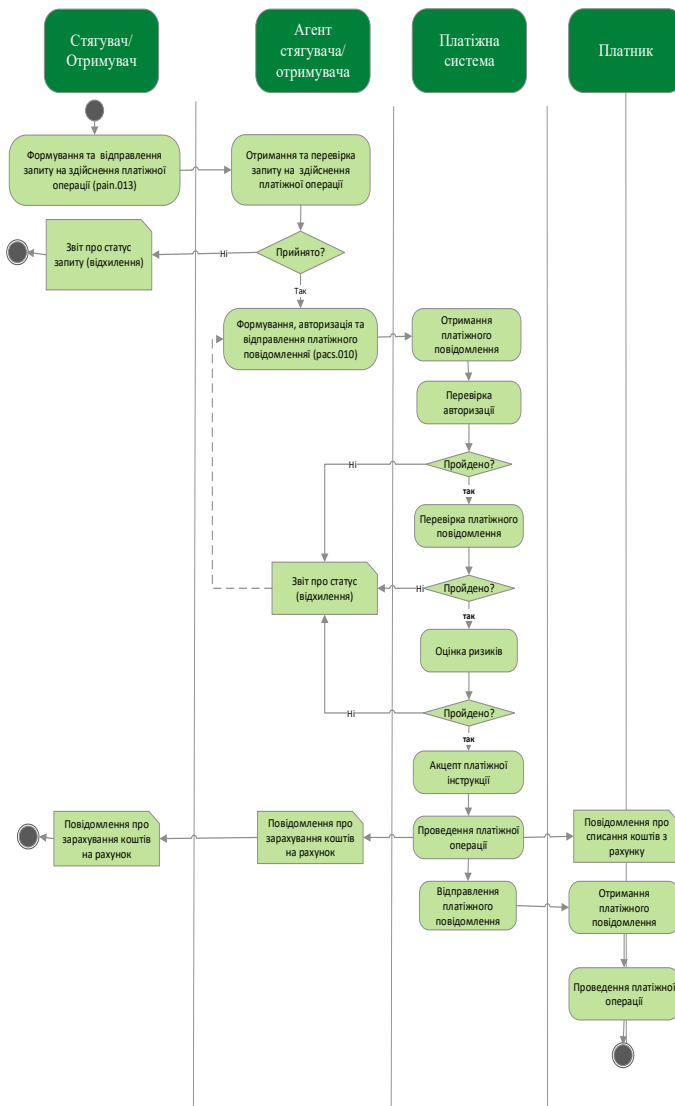 Стягувач/
Отримувач
Агент
стягувача/
отримувача
Платіжна
система
Платник
Формування та відправлення
запиту на здійснення платіжної
операції (pain.013)
Отримання та перевірка
запиту на здійснення
платіжної операції
Звіт про статус
запиту (відхилення)
Ні
Прийнято?
Так
Формування, авторизація та
відправлення платіжного
повідомленняї (pacs.010)
Отримання
платіжного
повідомлення
Перевірка
авторизації
Ні
Пройдено?
так
Перевірка платіжного
повідомлення
Звіт про статус
(відхилення)
Ні
Пройдено?
так
Оцінка ризиків
Ні
Пройдено?
так
Акцепт платіжної
інструкції
Повідомлення про
зарахування коштів
на рахунок
Повідомлення про
зарахування коштів
на рахунок
Проведення платіжної
операції
Повідомлення про
списання коштів з
рахунку
Відправлення
платіжного
повідомлення
Отримання
платіжного
повідомлення
Проведення платіжної
операції